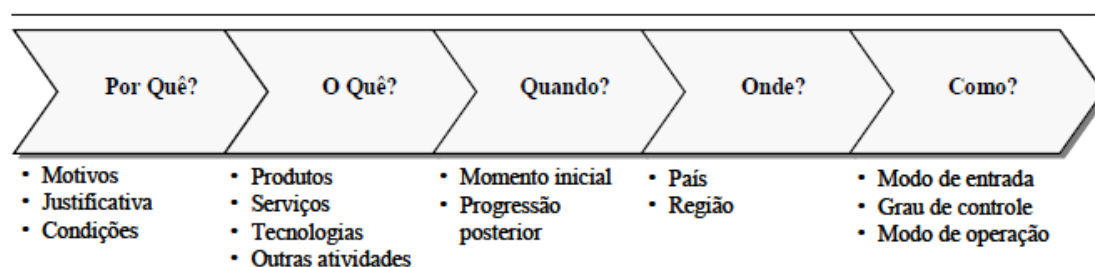 Por Quê?
O Quê?
Quando?
Onde?
Como?
• Motivos
• Justificativa
• Condições
• Produtos
• Serviços
• Tecnologias
• Outras atividades
• Momento inicial
• Progressão
posterior
• País
• Região
• Modo de entrada
• Grau de controle
• Modo de operação